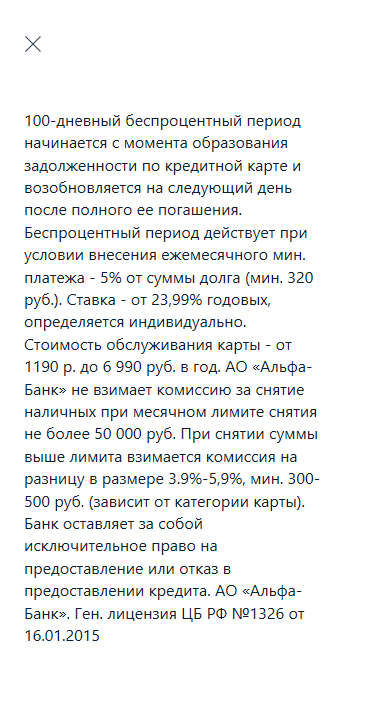 100-дневный беспроцентный период
начинается с момента образования
задолженности по кредитной карте и
возобновляется на следующий день
после полного ее погашения.
Беспроцентный период действует при
условии внесения ежемесячного мин.
платежа - 5% от суммы долга (мин. 320
руб.). Ставка - от 23,99% годовых,
определяется индивидуально.
Стоимость обслуживания карты - от
1190 р. до 6 990 руб. в год. АО «Альфа-
Банк» не взимает комиссию за снятие
наличных при месячном лимите снятия
не более 50 000 руб. При снятии суммы
выше лимита взимается комиссия на
разницу в размере 3.9%-5,9%, мин. 300-
500 руб. (зависит от категории карты).
Банк оставляет за собой
исключительное право на
предоставление или отказ в
предоставлении кредита. АО «Альфа-
Банк». Ген. лицензия ЦБ РФ №1326 от
16.01.2015